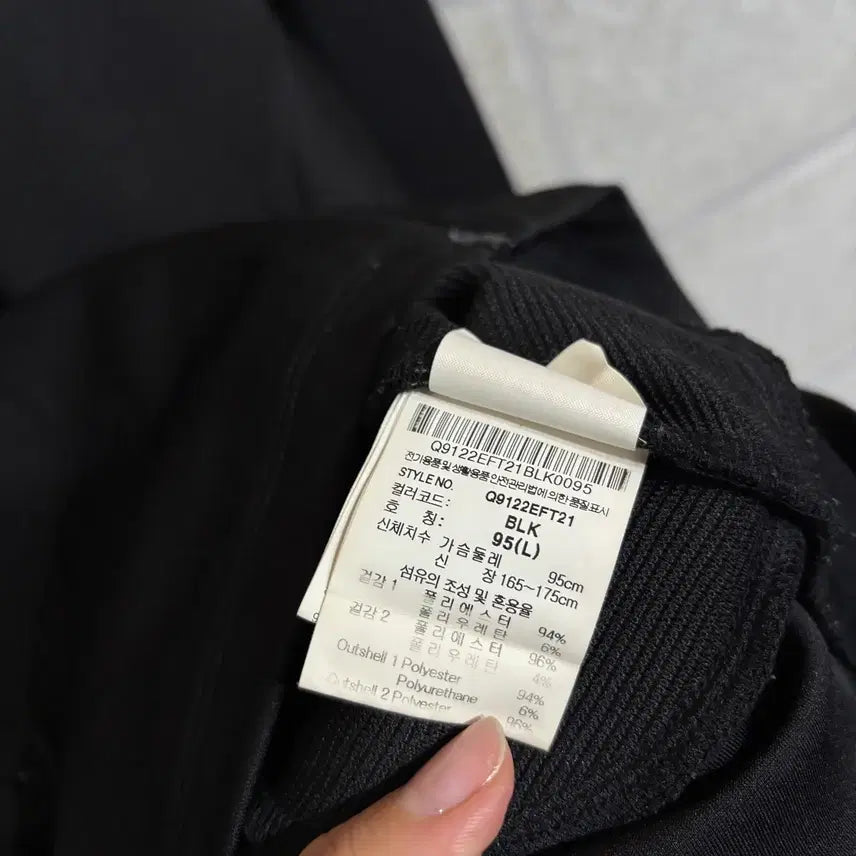 Q9122EFT21BLK0095
전기용품및생활용품안전관리법에의한품질표시
STYLE NO. Q9122EFT21
컬러코드: BLK
호 칭: 95(L)
신체치수 가슴둘레 95cm
신 장 165~175cm
섬유의 조성 및 혼용율
겉감 1 폴리에스터 94%
폴리우레탄 6%
겉감 2 폴리에스터 96%
폴리우레탄 4%
Outshell 1 Polyester 94%
Polyurethane 6%
Outshell 2 Polyester 96%